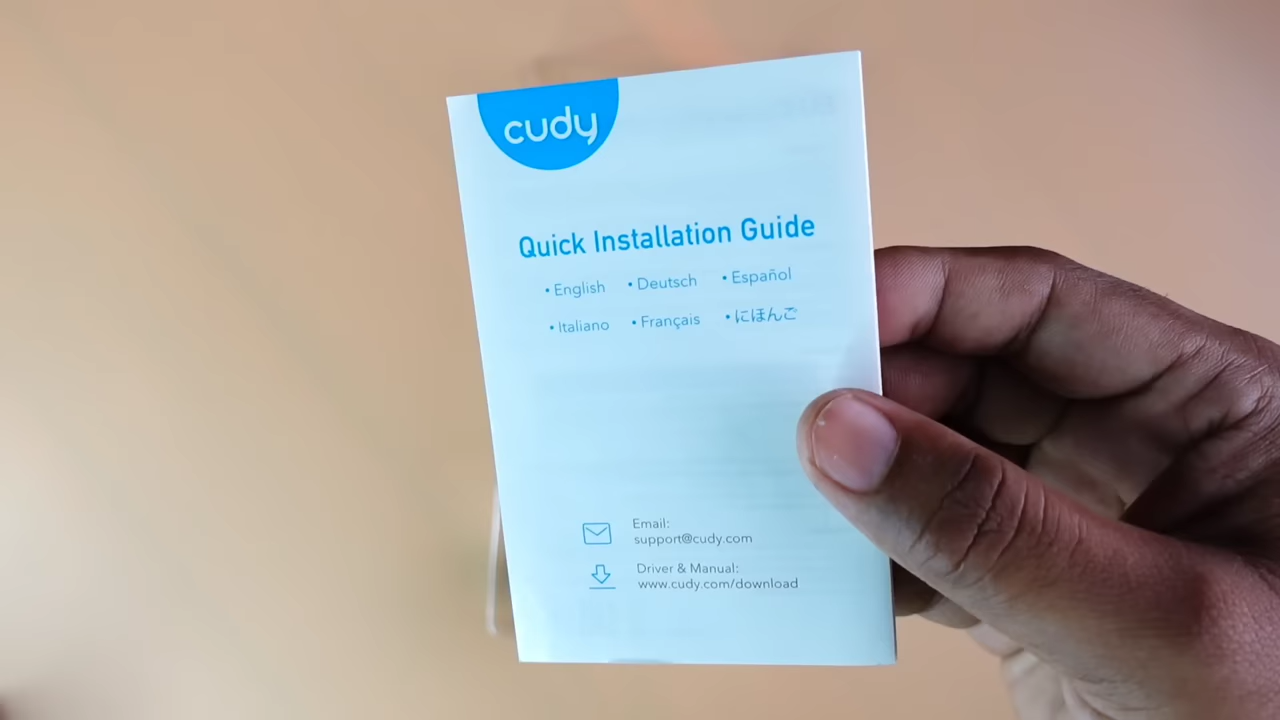 cudy
Quick Installation Guide
• English • Deutsch • Español
• Italiano • Français • にほんご
Email:
support@cudy.com
Driver & Manual:
www.cudy.com/download